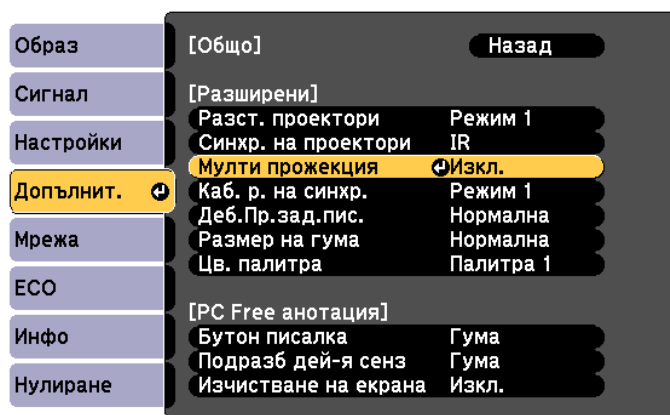 Образ
Сигнал
Настройки
Допълнит.
Мрежа
ECO
Инфо
Нулиране
[Общо] Назад
[Разширени]
Разст. проектори Режим 1
Синхр. на проектори IR
Мулти прожекция Изкл.
Каб. р. на синхр. Режим 1
Деб.Пр.зад.пис. Нормална
Размер на гума Нормална
Цв. палитра Палитра 1
[PC Free анотация]
Бутон писалка Гума
Подразб дей-я сенз Гума
Изчистване на екрана Изкл.